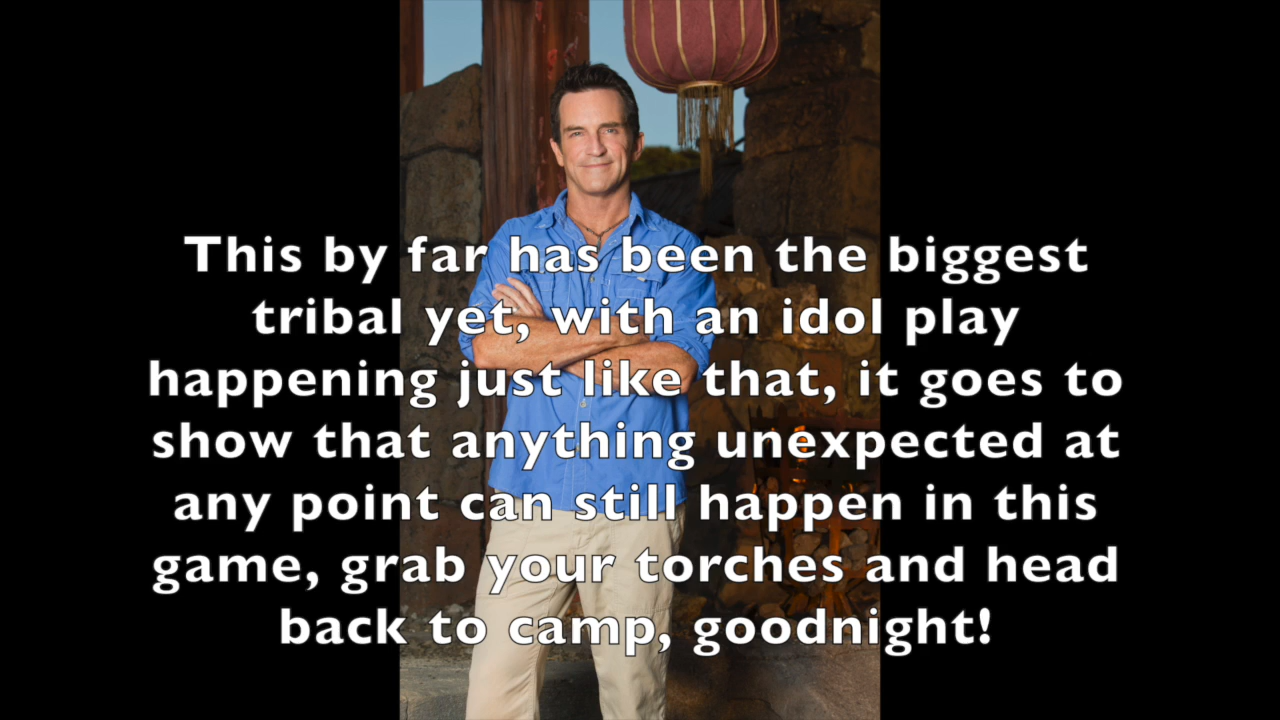 This by far has been the biggest
tribal yet, with an idol play
happening just like that, it goes to
show that anything unexpected at
any point can still happen in this
game, grab your torches and head
back to camp, goodnight!